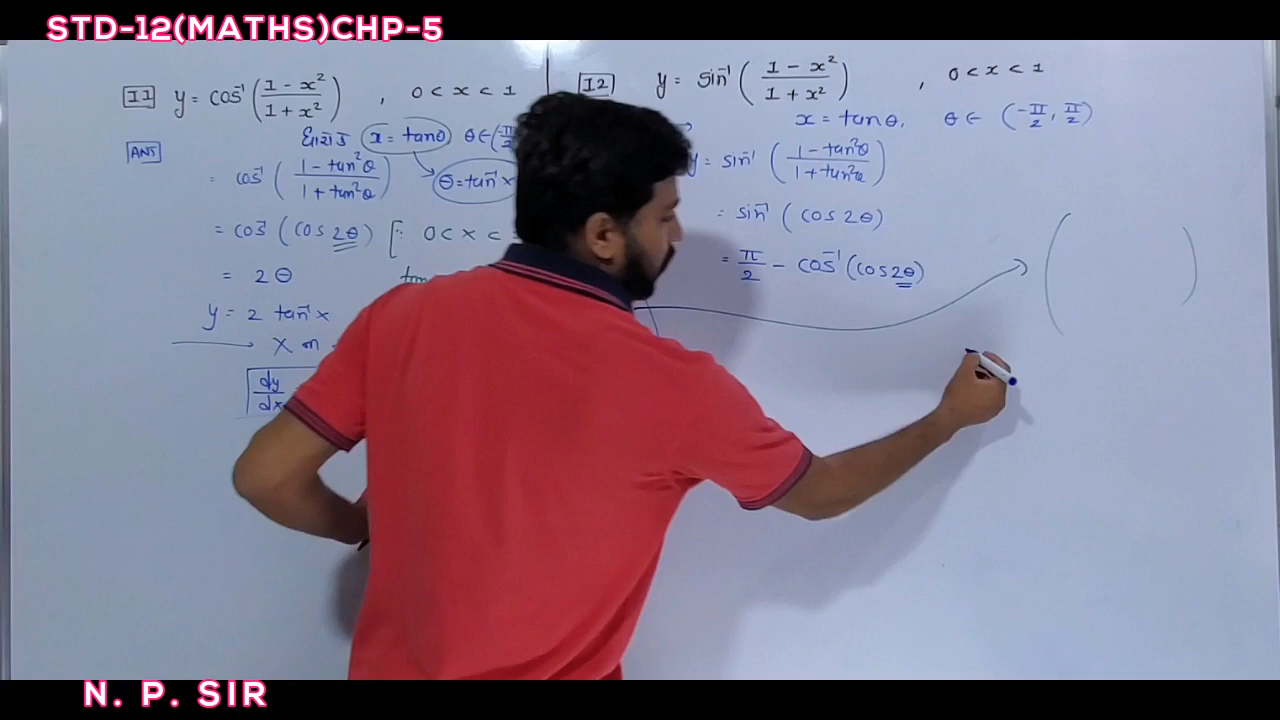 STD-12(MATHS)CHP-5
11 y = cos⁻¹ (1 - x² / 1 + x²) , 0 < x < 1
ધારો કે x = tanθ θ ∈ (-π/2
ANS
= cos⁻¹ (1 - tan²θ / 1 + tan²θ) θ = tan⁻¹ x
= cos⁻¹ (cos 2θ) [∵ 0 < x <
= 2θ
y = 2 tan⁻¹ x
dy/dx
12 y = sin⁻¹ (1 - x² / 1 + x²) , 0 < x < 1
x = tanθ, θ ∈ (-π/2, π/2)
y = sin⁻¹ (1 - tan²θ / 1 + tan²θ)
= sin⁻¹ (cos 2θ)
= π/2 - cos⁻¹ (cos 2θ)
N. P. SIR